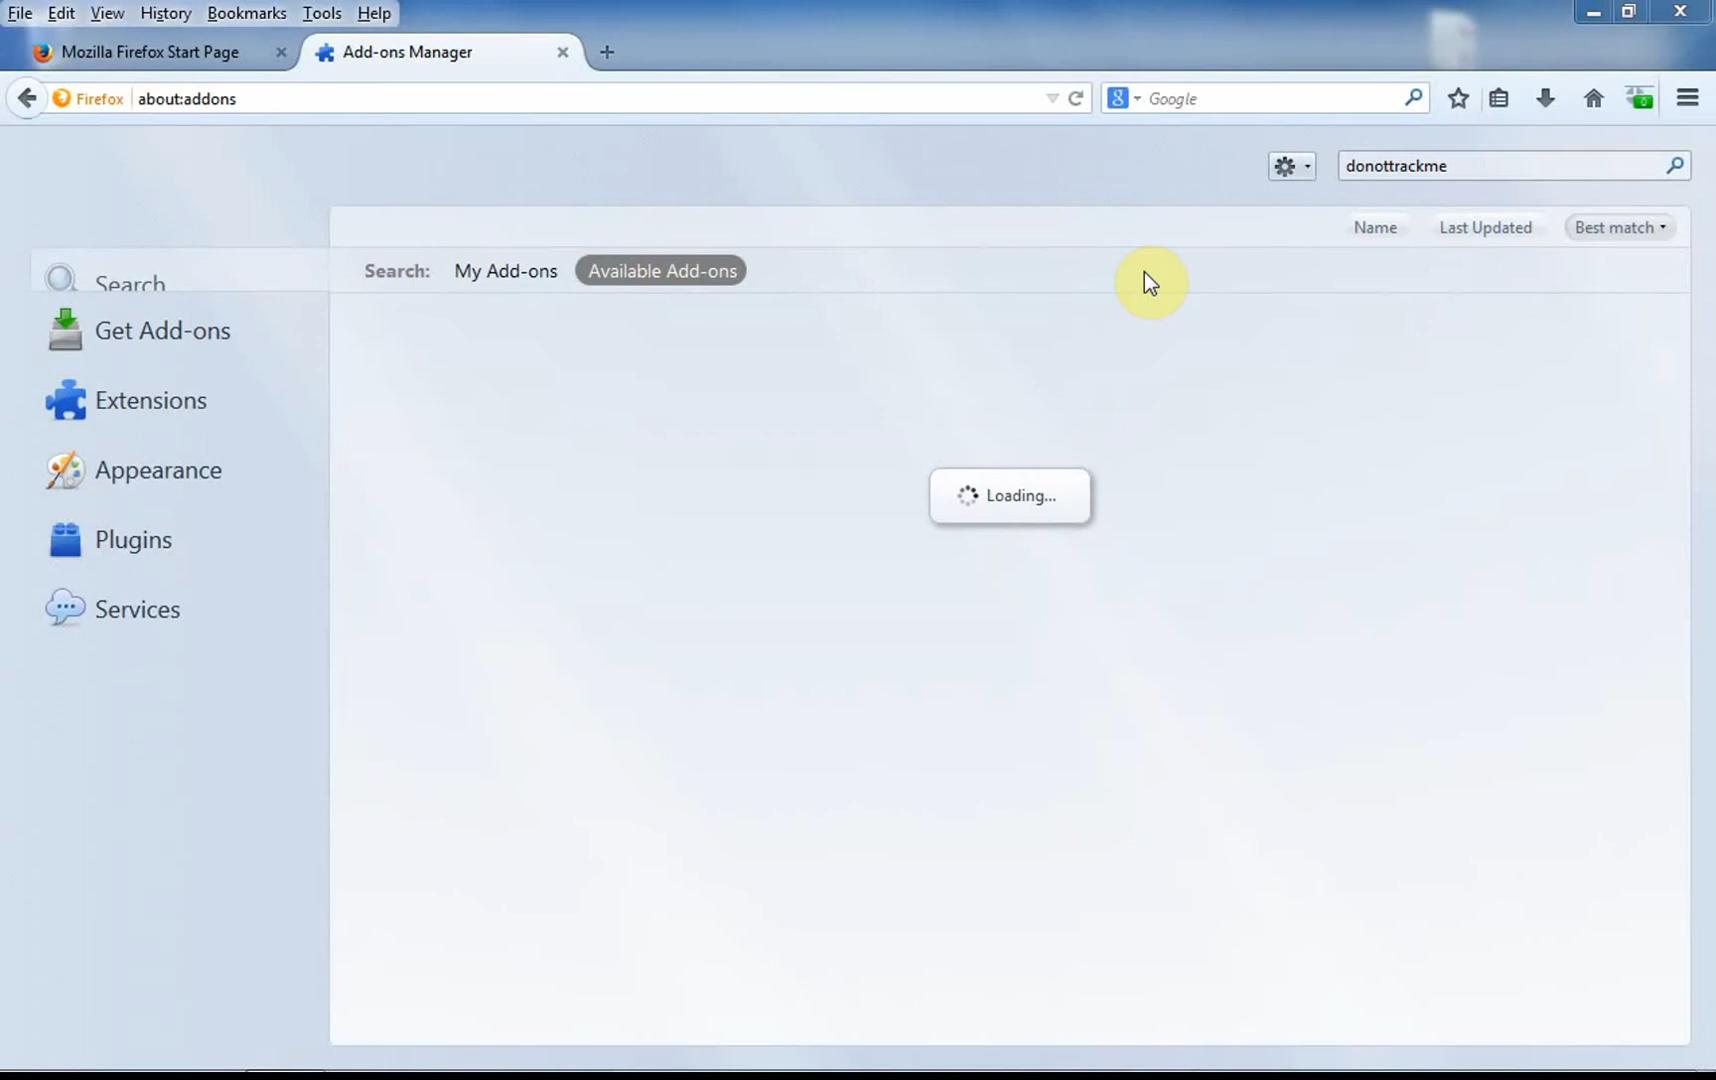 File Edit View History Bookmarks Tools Help
Mozilla Firefox Start Page
Add-ons Manager
Firefox about:addons
8 Google
donottrackme
Name Last Updated Best match
Search: My Add-ons Available Add-ons
Search
Get Add-ons
Extensions
Appearance
Plugins
Services
Loading...